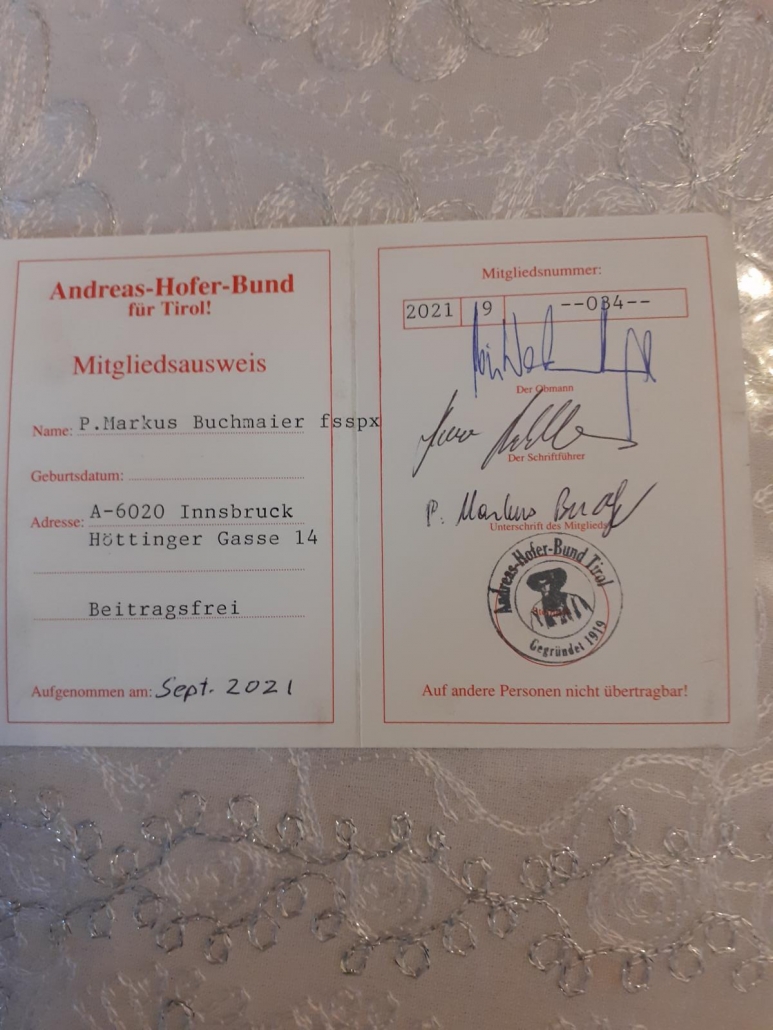 Andreas-Hofer-Bund
für Tirol!
Mitgliedsausweis
Name: P.Markus Buchmaier fsspx
Geburtsdatum:
Adresse: A-6020 Innsbruck
Höttinger Gasse 14
Beitragsfrei
Aufgenommen am: Sept. 2021
Mitgliedsnummer:
2021 9 --084--
Der Obmann
Der Schriftführer
P. Markus
Unterschrift des Mitglieds
Andreas-Hofer-Bund Tirol
Gegründet 1919
Auf andere Personen nicht übertragbar!